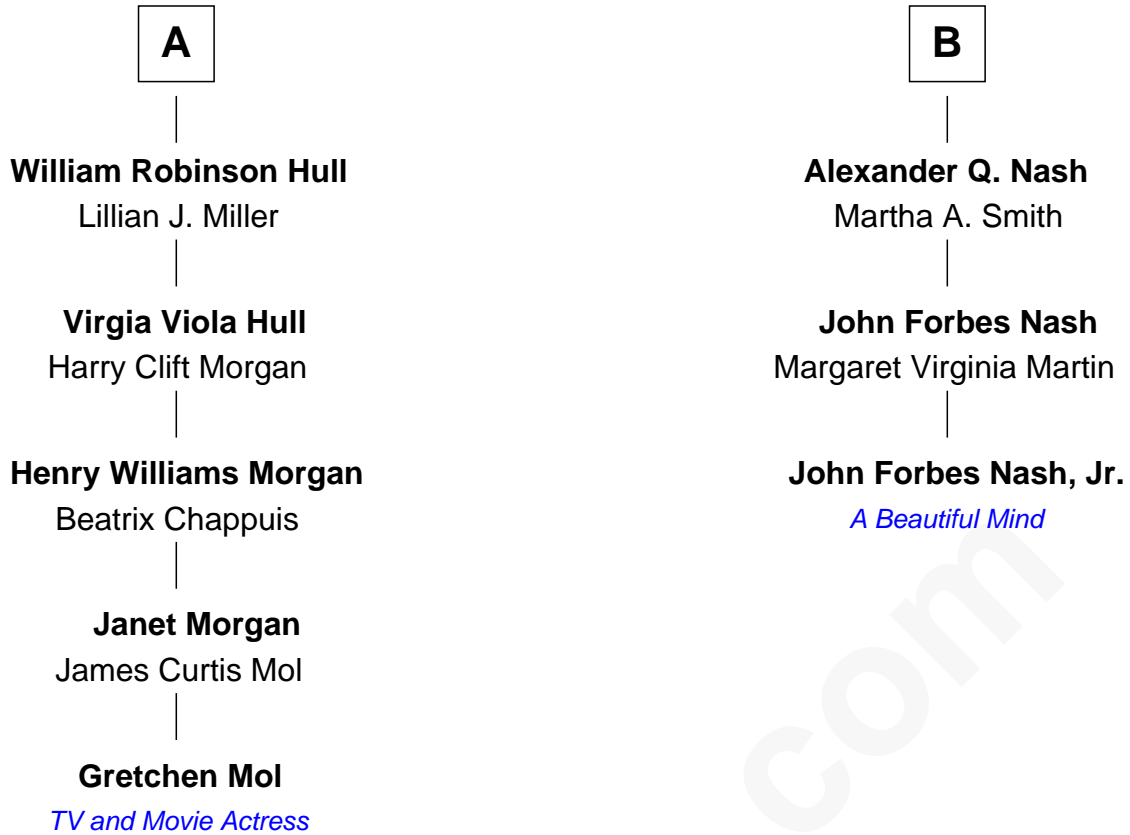 A
William Robinson Hull
Lillian J. Miller
Virgia Viola Hull
Harry Clift Morgan
Henry Williams Morgan
Beatrix Chappuis
Janet Morgan
James Curtis Mol
Gretchen Mol
TV and Movie Actress
B
Alexander Q. Nash
Martha A. Smith
John Forbes Nash
Margaret Virginia Martin
John Forbes Nash, Jr.
A Beautiful Mind
com